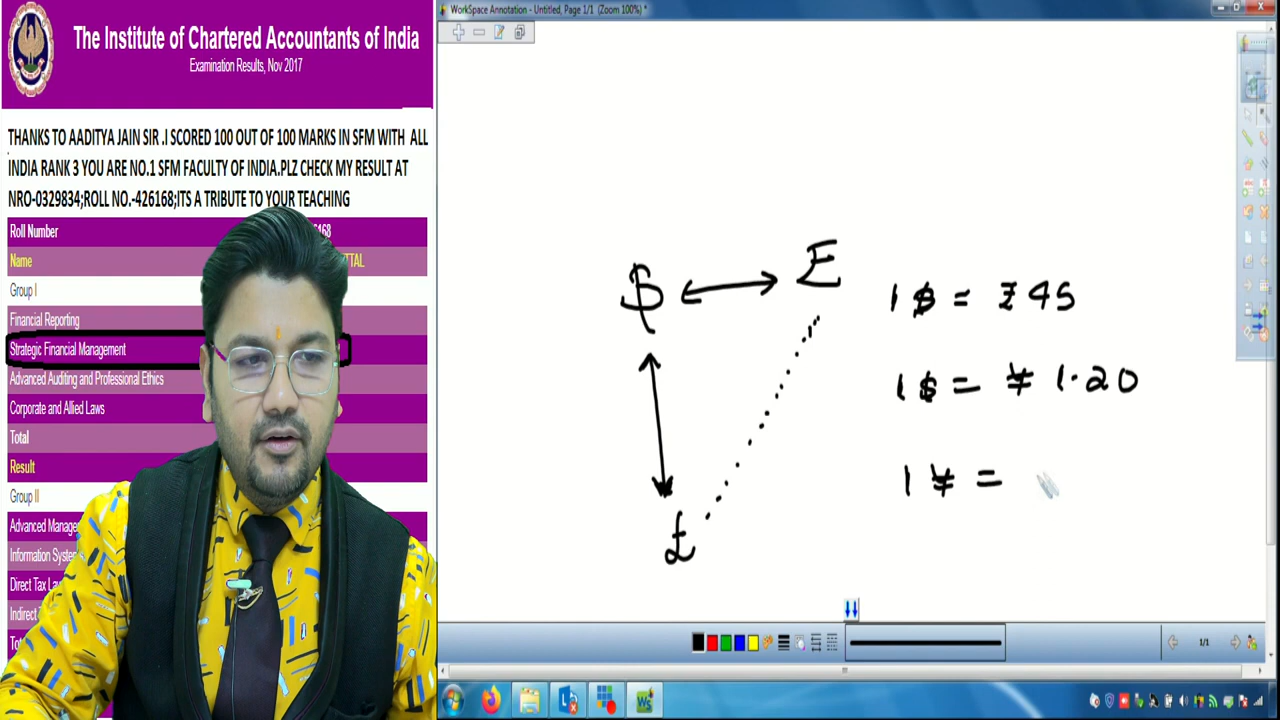 The Institute of Chartered Accountants of India
Examination Results, Nov 2017
THANKS TO AADITYA JAIN SIR .I SCORED 100 OUT OF 100 MARKS IN SFM WITH ALL
INDIA RANK 3 YOU ARE NO.1 SFM FACULTY OF INDIA.PLZ CHECK MY RESULT AT
NRO-0329834;ROLL NO.-426168;ITS A TRIBUTE TO YOUR TEACHING
Roll Number
Name
Group I
Financial Reporting
Strategic Financial Management
Advanced Auditing and Professional Ethics
Corporate and Allied Laws
Total
Result
Group II
Advanced
Information
Direct Tax
WorkSpace Annotation - Untitled, Page 1/1 (Zoom 100%) *
$ E
1 $ = ₹ 45
1 $ = ¥ 1.20
1 ¥ =
£
1/1